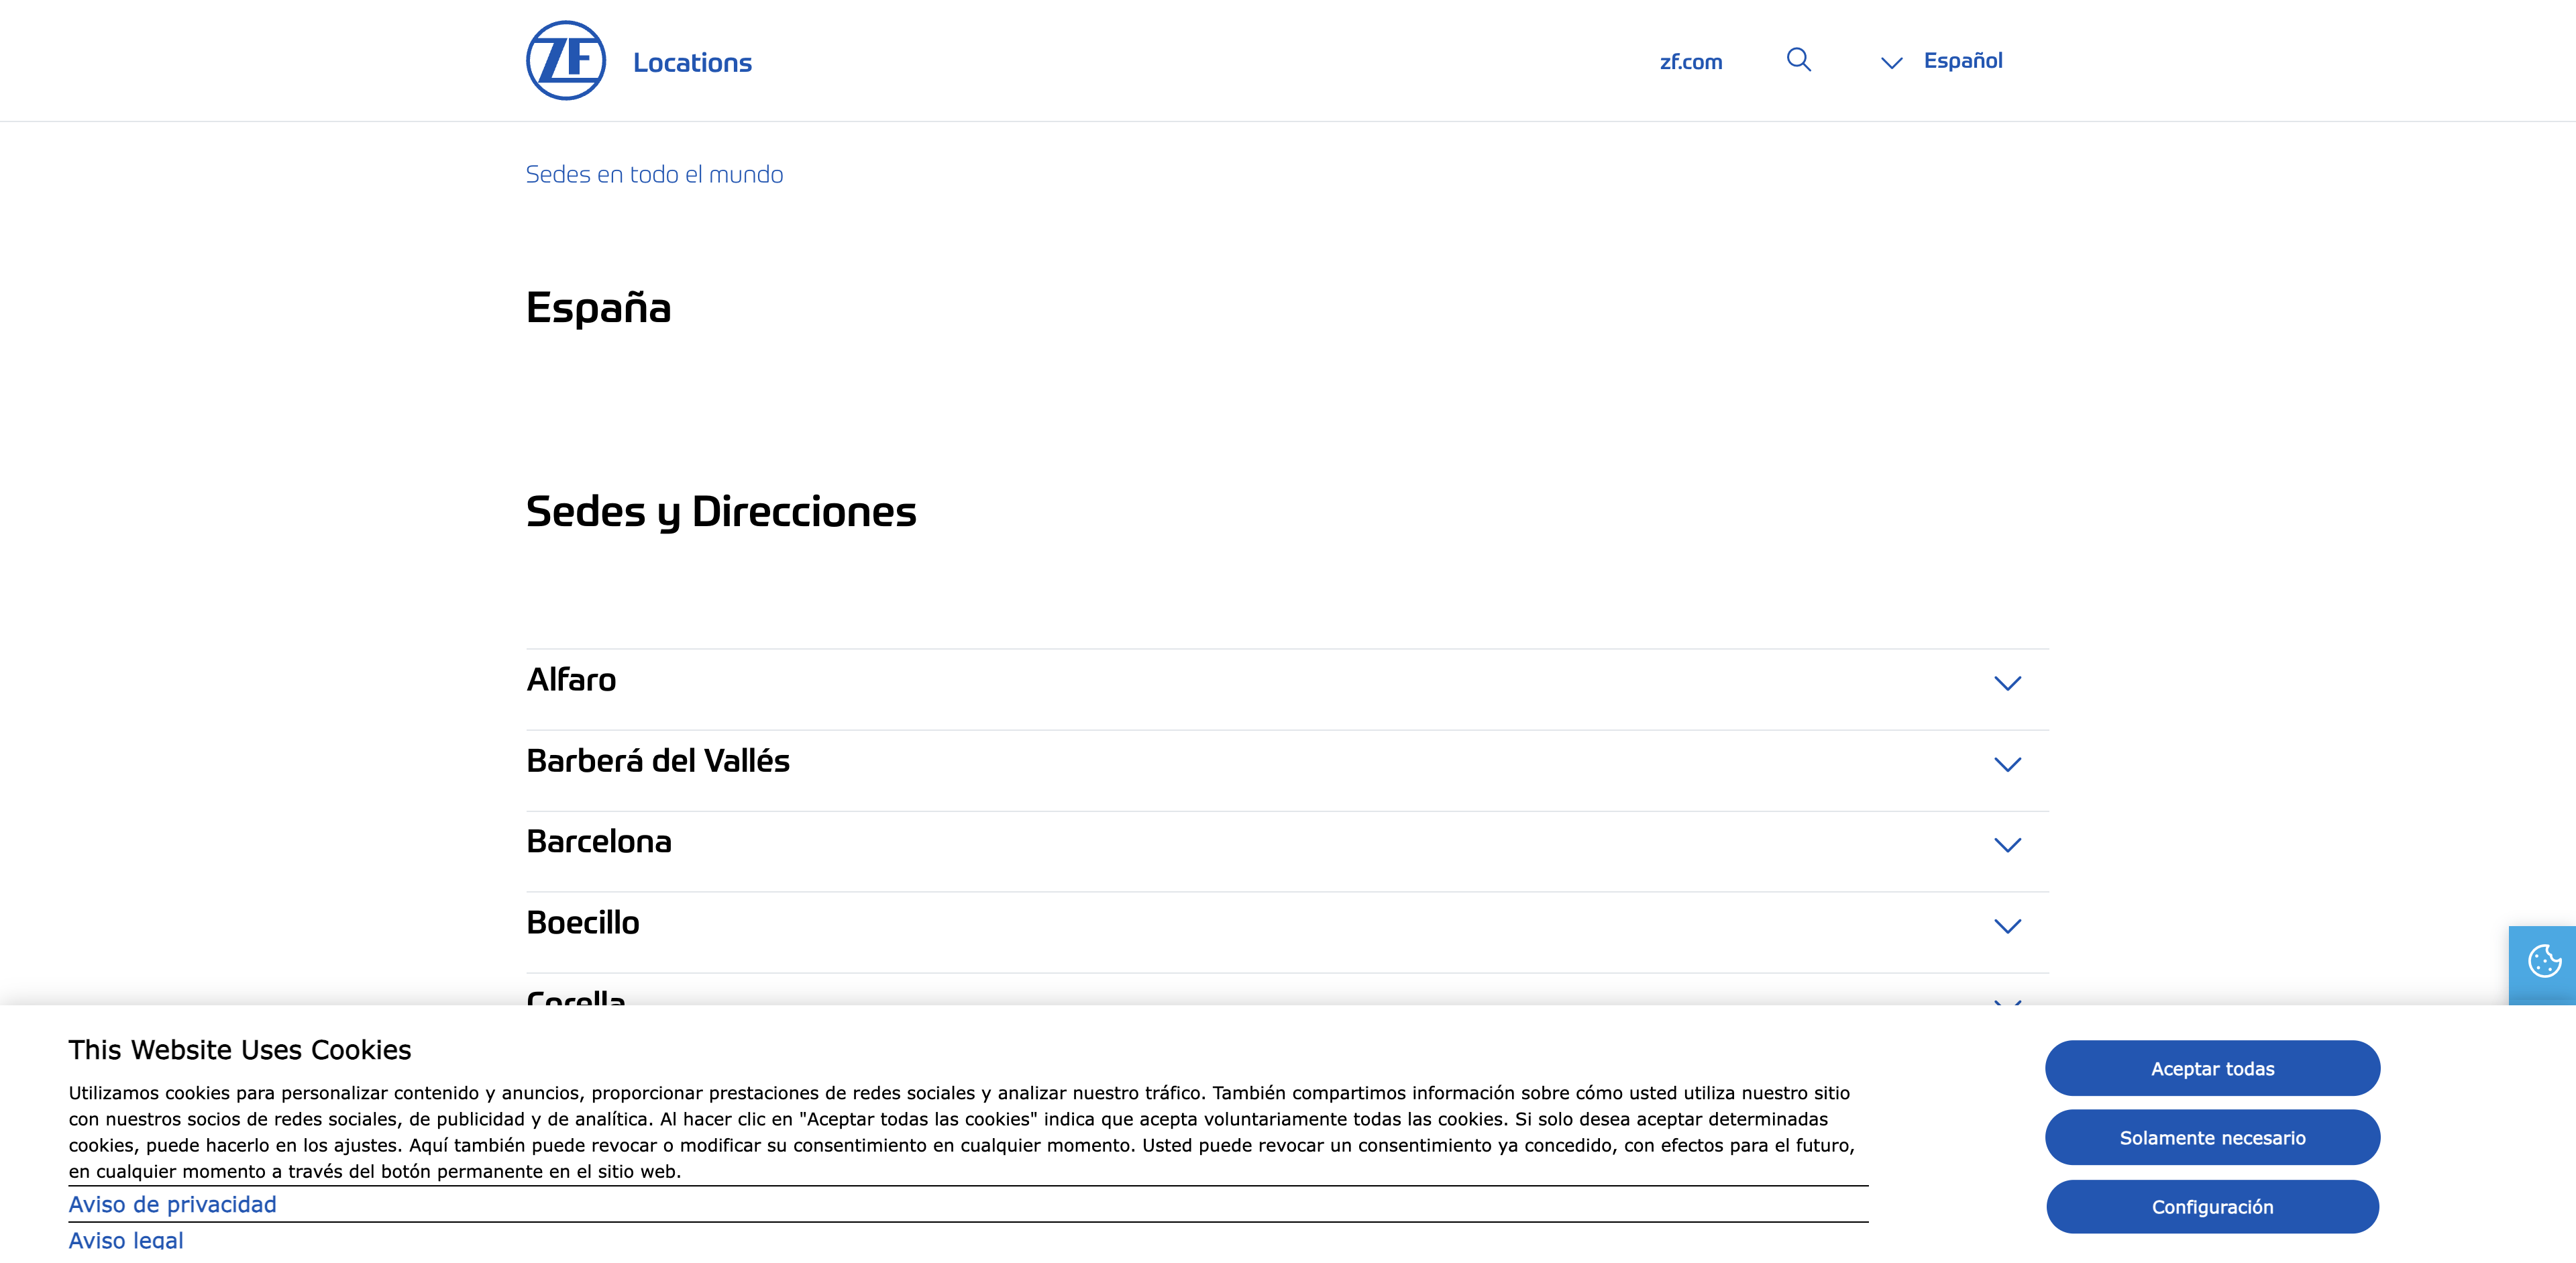 ZF
Locations
zf.com
Español
Sedes en todo el mundo
España
Sedes y Direcciones
Alfaro
Barberá del Vallés
Barcelona
Boecillo
Corella
This Website Uses Cookies
Utilizamos cookies para personalizar contenido y anuncios, proporcionar prestaciones de redes sociales y analizar nuestro tráfico. También compartimos información sobre cómo usted utiliza nuestro sitio
con nuestros socios de redes sociales, de publicidad y de analítica. Al hacer clic en "Aceptar todas las cookies" indica que acepta voluntariamente todas las cookies. Si solo desea aceptar determinadas
cookies, puede hacerlo en los ajustes. Aquí también puede revocar o modificar su consentimiento en cualquier momento. Usted puede revocar un consentimiento ya concedido, con efectos para el futuro,
en cualquier momento a través del botón permanente en el sitio web.
Aviso de privacidad
Aviso legal
Aceptar todas
Solamente necesario
Configuración